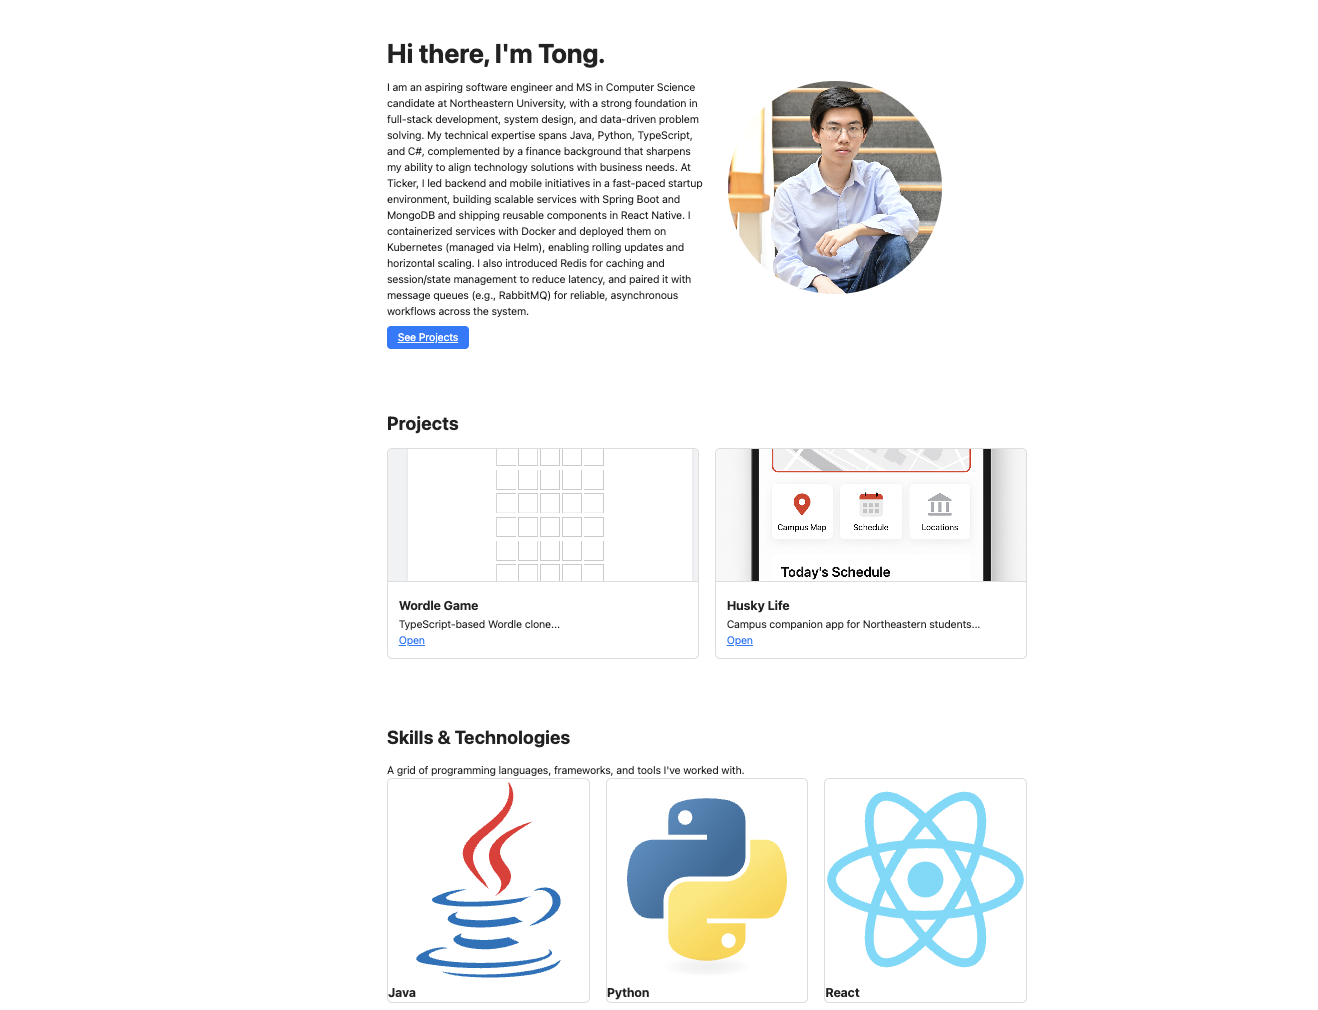 Hi there, I'm Tong.
I am an aspiring software engineer and MS in Computer Science
candidate at Northeastern University, with a strong foundation in
full-stack development, system design, and data-driven problem
solving. My technical expertise spans Java, Python, TypeScript,
and C#, complemented by a finance background that sharpens
my ability to align technology solutions with business needs. At
Ticker, I led backend and mobile initiatives in a fast-paced startup
environment, building scalable services with Spring Boot and
MongoDB and shipping reusable components in React Native. I
containerized services with Docker and deployed them on
Kubernetes (managed via Helm), enabling rolling updates and
horizontal scaling. I also introduced Redis for caching and
session/state management to reduce latency, and paired it with
message queues (e.g., RabbitMQ) for reliable, asynchronous
workflows across the system.
See Projects
Projects
Campus Map
Schedule
Locations
Today's Schedule
Wordle Game
TypeScript-based Wordle clone...
Open
Husky Life
Campus companion app for Northeastern students...
Open
Skills & Technologies
A grid of programming languages, frameworks, and tools I've worked with.
Java
Python
React